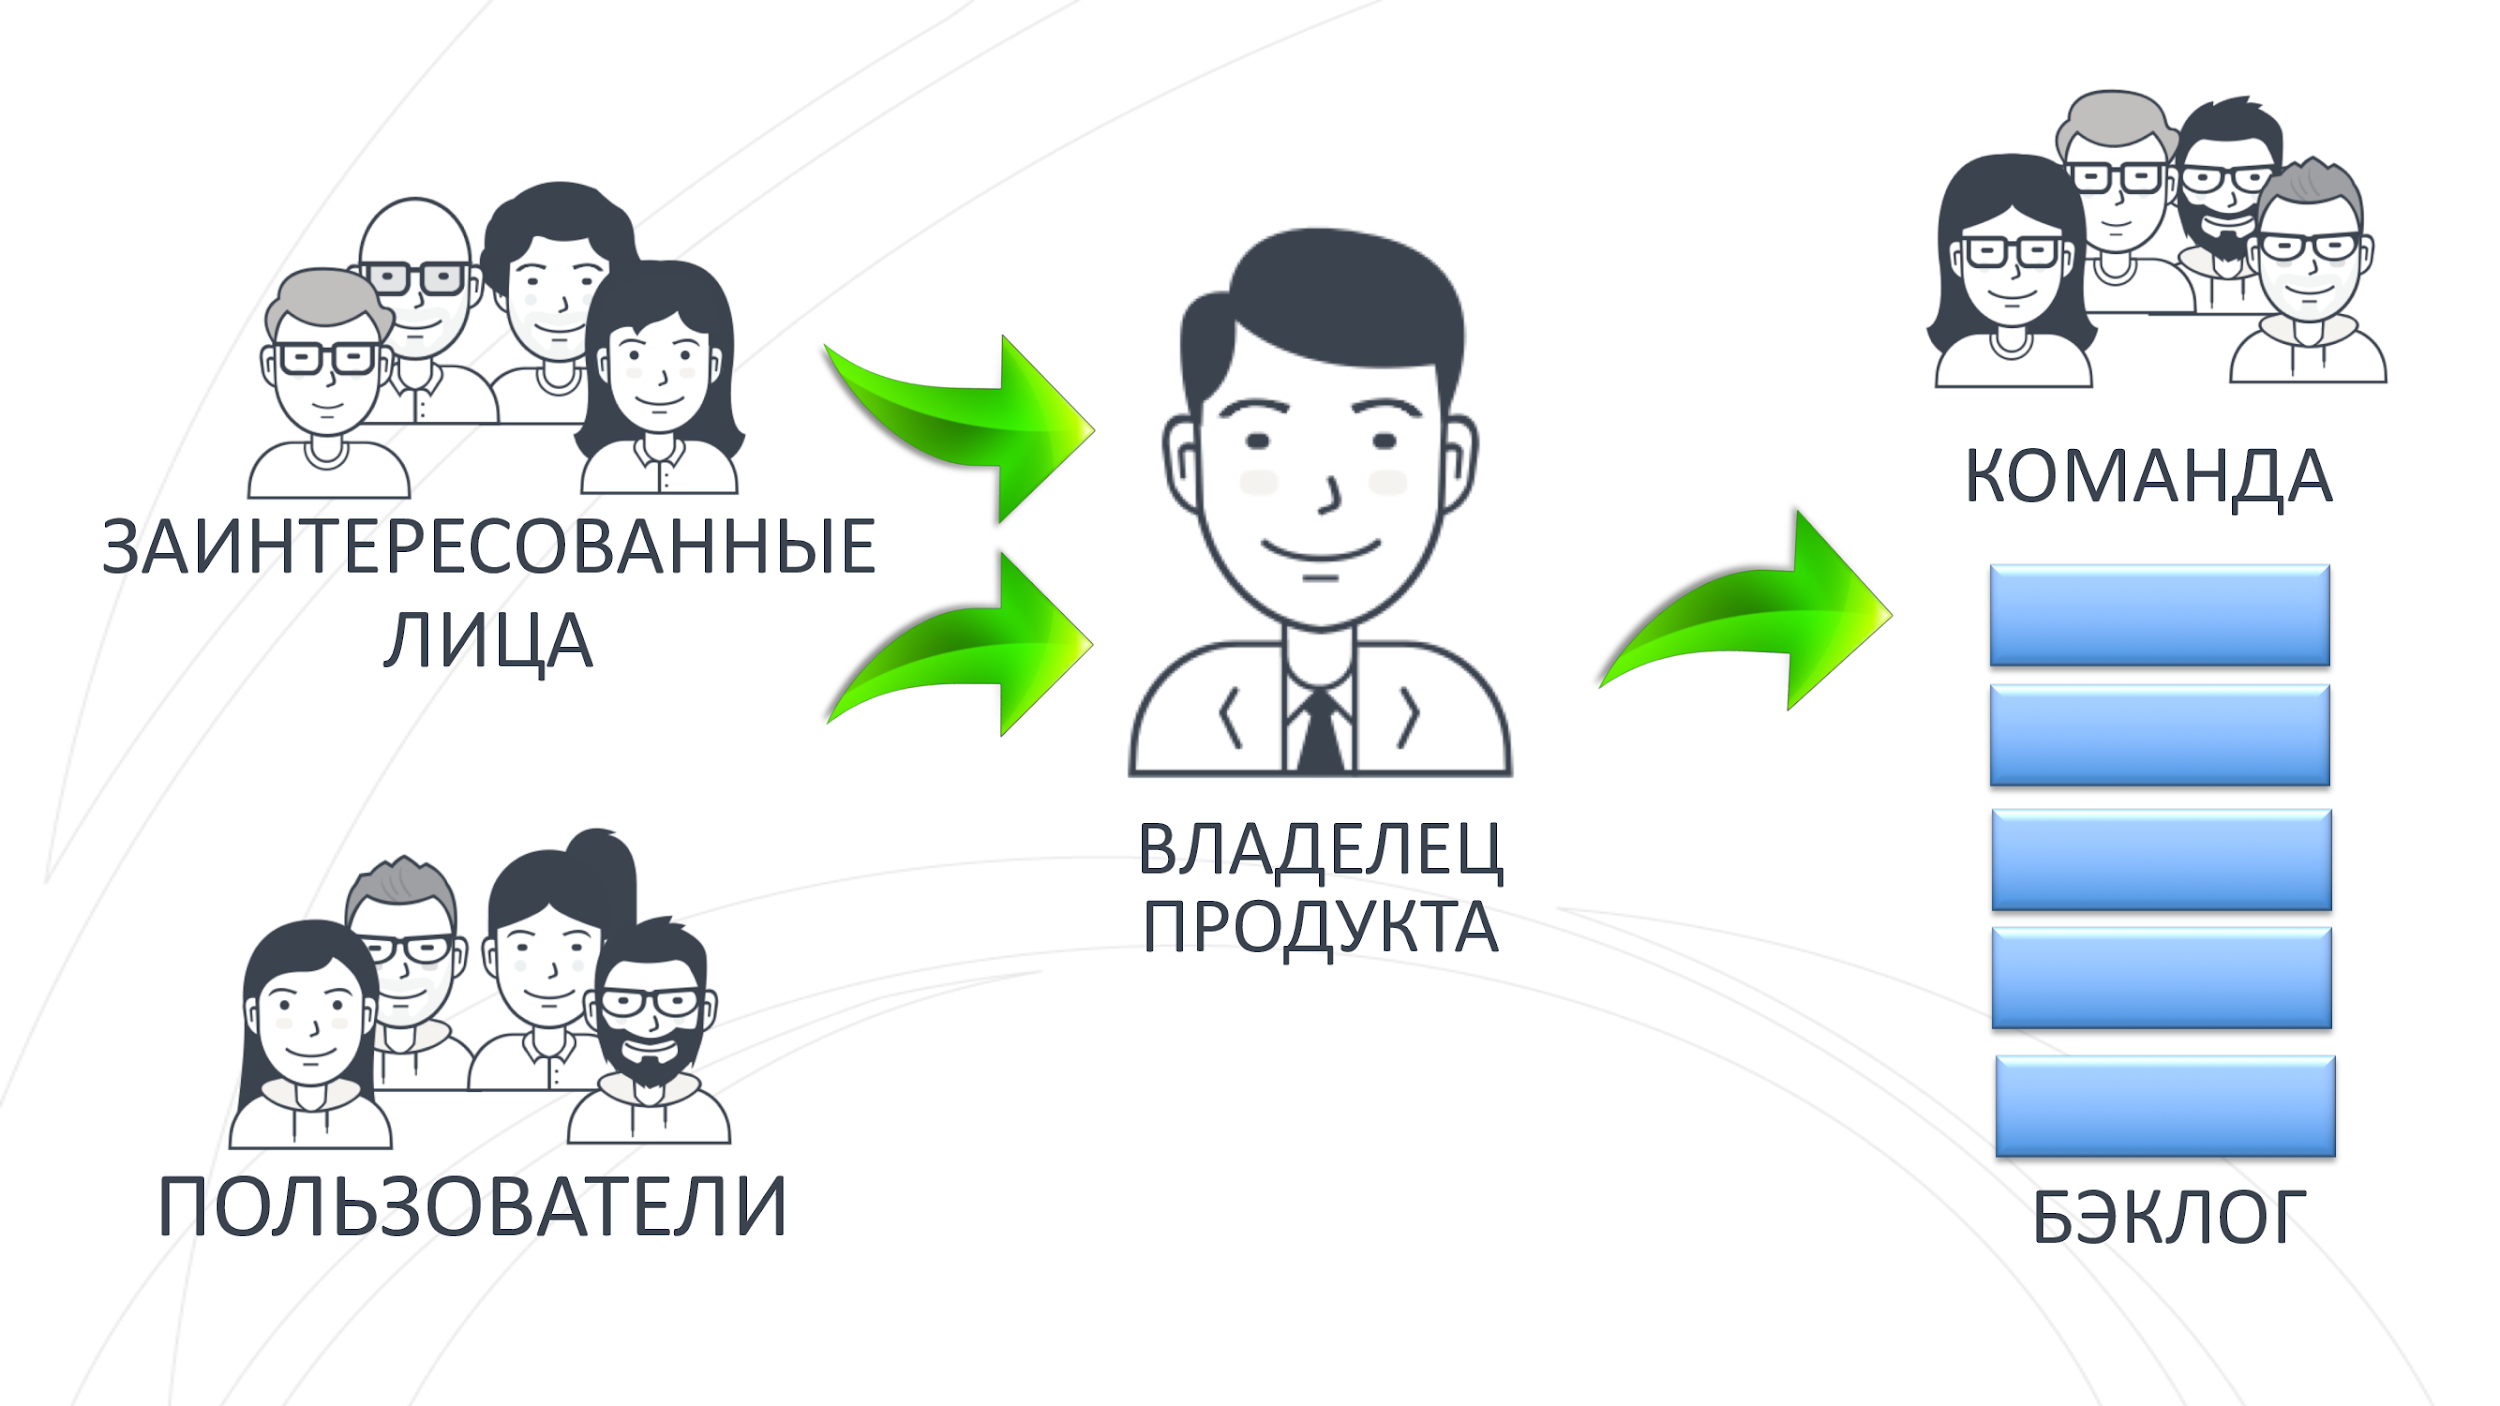 ЗАИНТЕРЕСОВАННЫЕ
ЛИЦА
ПОЛЬЗОВАТЕЛИ
ВЛАДЕЛЕЦ
ПРОДУКТА
КОМАНДА
БЭКЛОГ